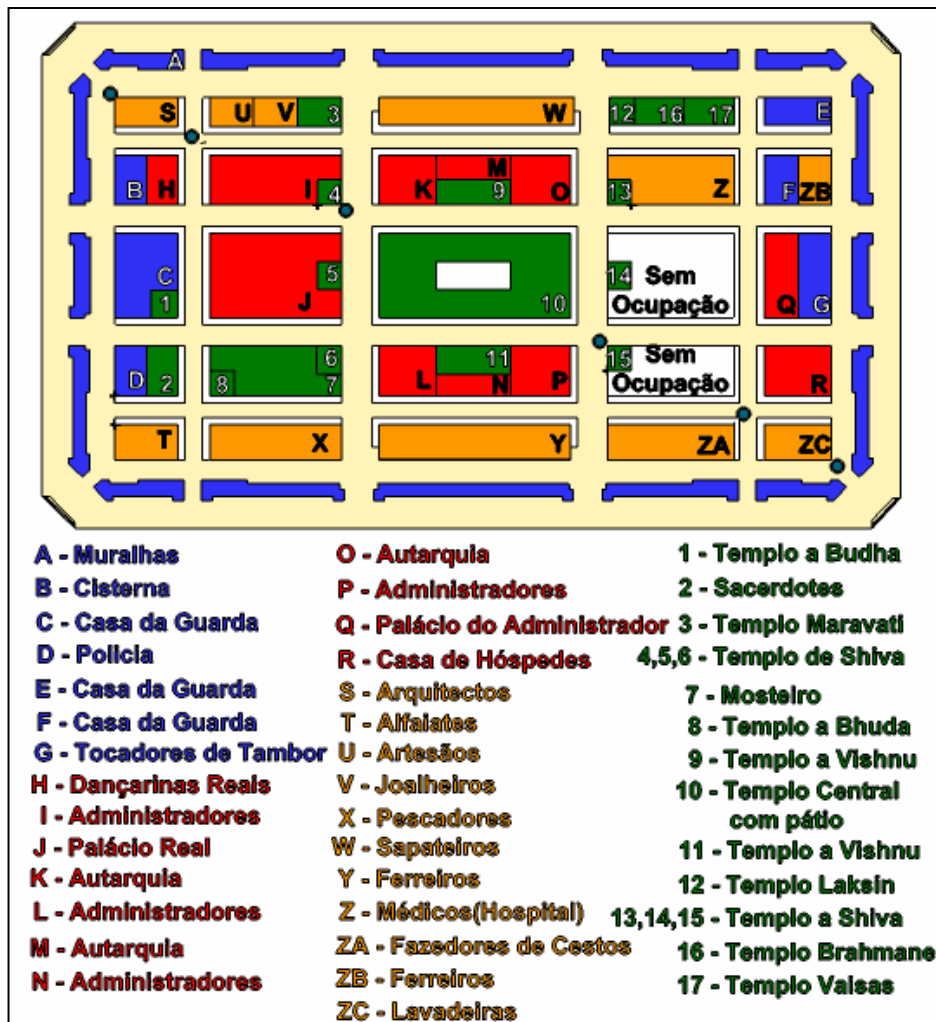 A
S
U V 3
W
12 16 17
E
B H
I 4
K M 9 O
13 Z
F ZB
C 1
J 5
10
14 Sem
Ocupação
Q G
D 2
6
8 7
L 11 N P
15 Sem
Ocupação
R
T
X
Y
ZA
ZC
A - Muralhas
B - Cisterna
C - Casa da Guarda
D - Policia
E - Casa da Guarda
F - Casa da Guarda
G - Tocadores de Tambor
H - Dançarinas Reais
I - Administradores
J - Palácio Real
K - Autarquia
L - Administradores
M - Autarquia
N - Administradores
O - Autarquia
P - Administradores
Q - Palácio do Administrador
R - Casa de Hóspedes
S - Arquitectos
T - Alfaiates
U - Artesãos
V - Joalheiros
X - Pescadores
W - Sapateiros
Y - Ferreiros
Z - Médicos(Hospital)
ZA - Fazedores de Cestos
ZB - Ferreiros
ZC - Lavadeiras
1 - Templo a Budha
2 - Sacerdotes
3 - Templo Maravati
4,5,6 - Templo de Shiva
7 - Mosteiro
8 - Templo a Bhuda
9 - Templo a Vishnu
10 - Templo Central
com pátio
11 - Templo a Vishnu
12 - Templo Laksin
13,14,15 - Templo a Shiva
16 - Templo Brahmane
17 - Templo Valsas